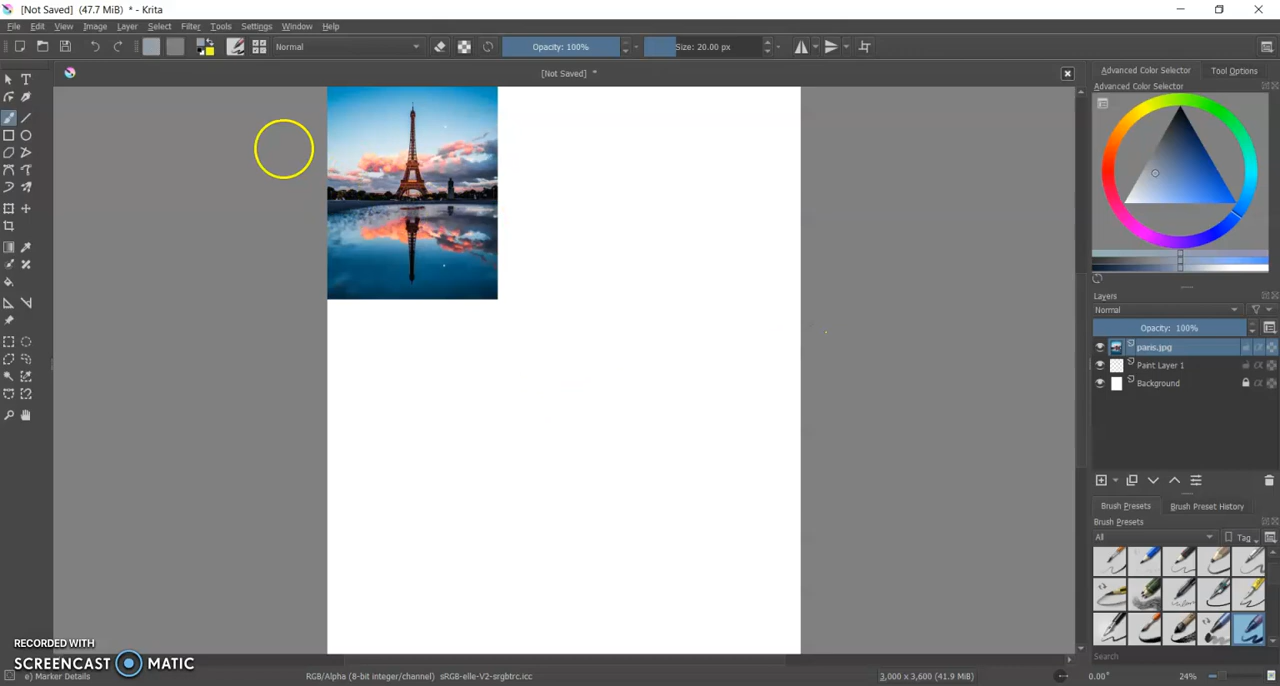 [Not Saved] (47.7 MiB) * - Krita
File Edit View Image Layer Select Filter Tools Settings Window Help
Normal Opacity: 100% Size: 20.00 px
[Not Saved] *
Advanced Color Selector Tool Options
Advanced Color Selector
Layers
Normal
Opacity: 100%
paris.jpg
Paint Layer 1
Background
Brush Presets Brush Preset History
Brush Presets
All Tag
Search
RECORDED WITH
SCREENCAST MATIC
e) Marker Details RGB/Alpha (8-bit integer/channel) sRGB-elle-V2-srgbtrc.icc 3,000 x 3,600 (41.9 MiB) 0.00° 24%